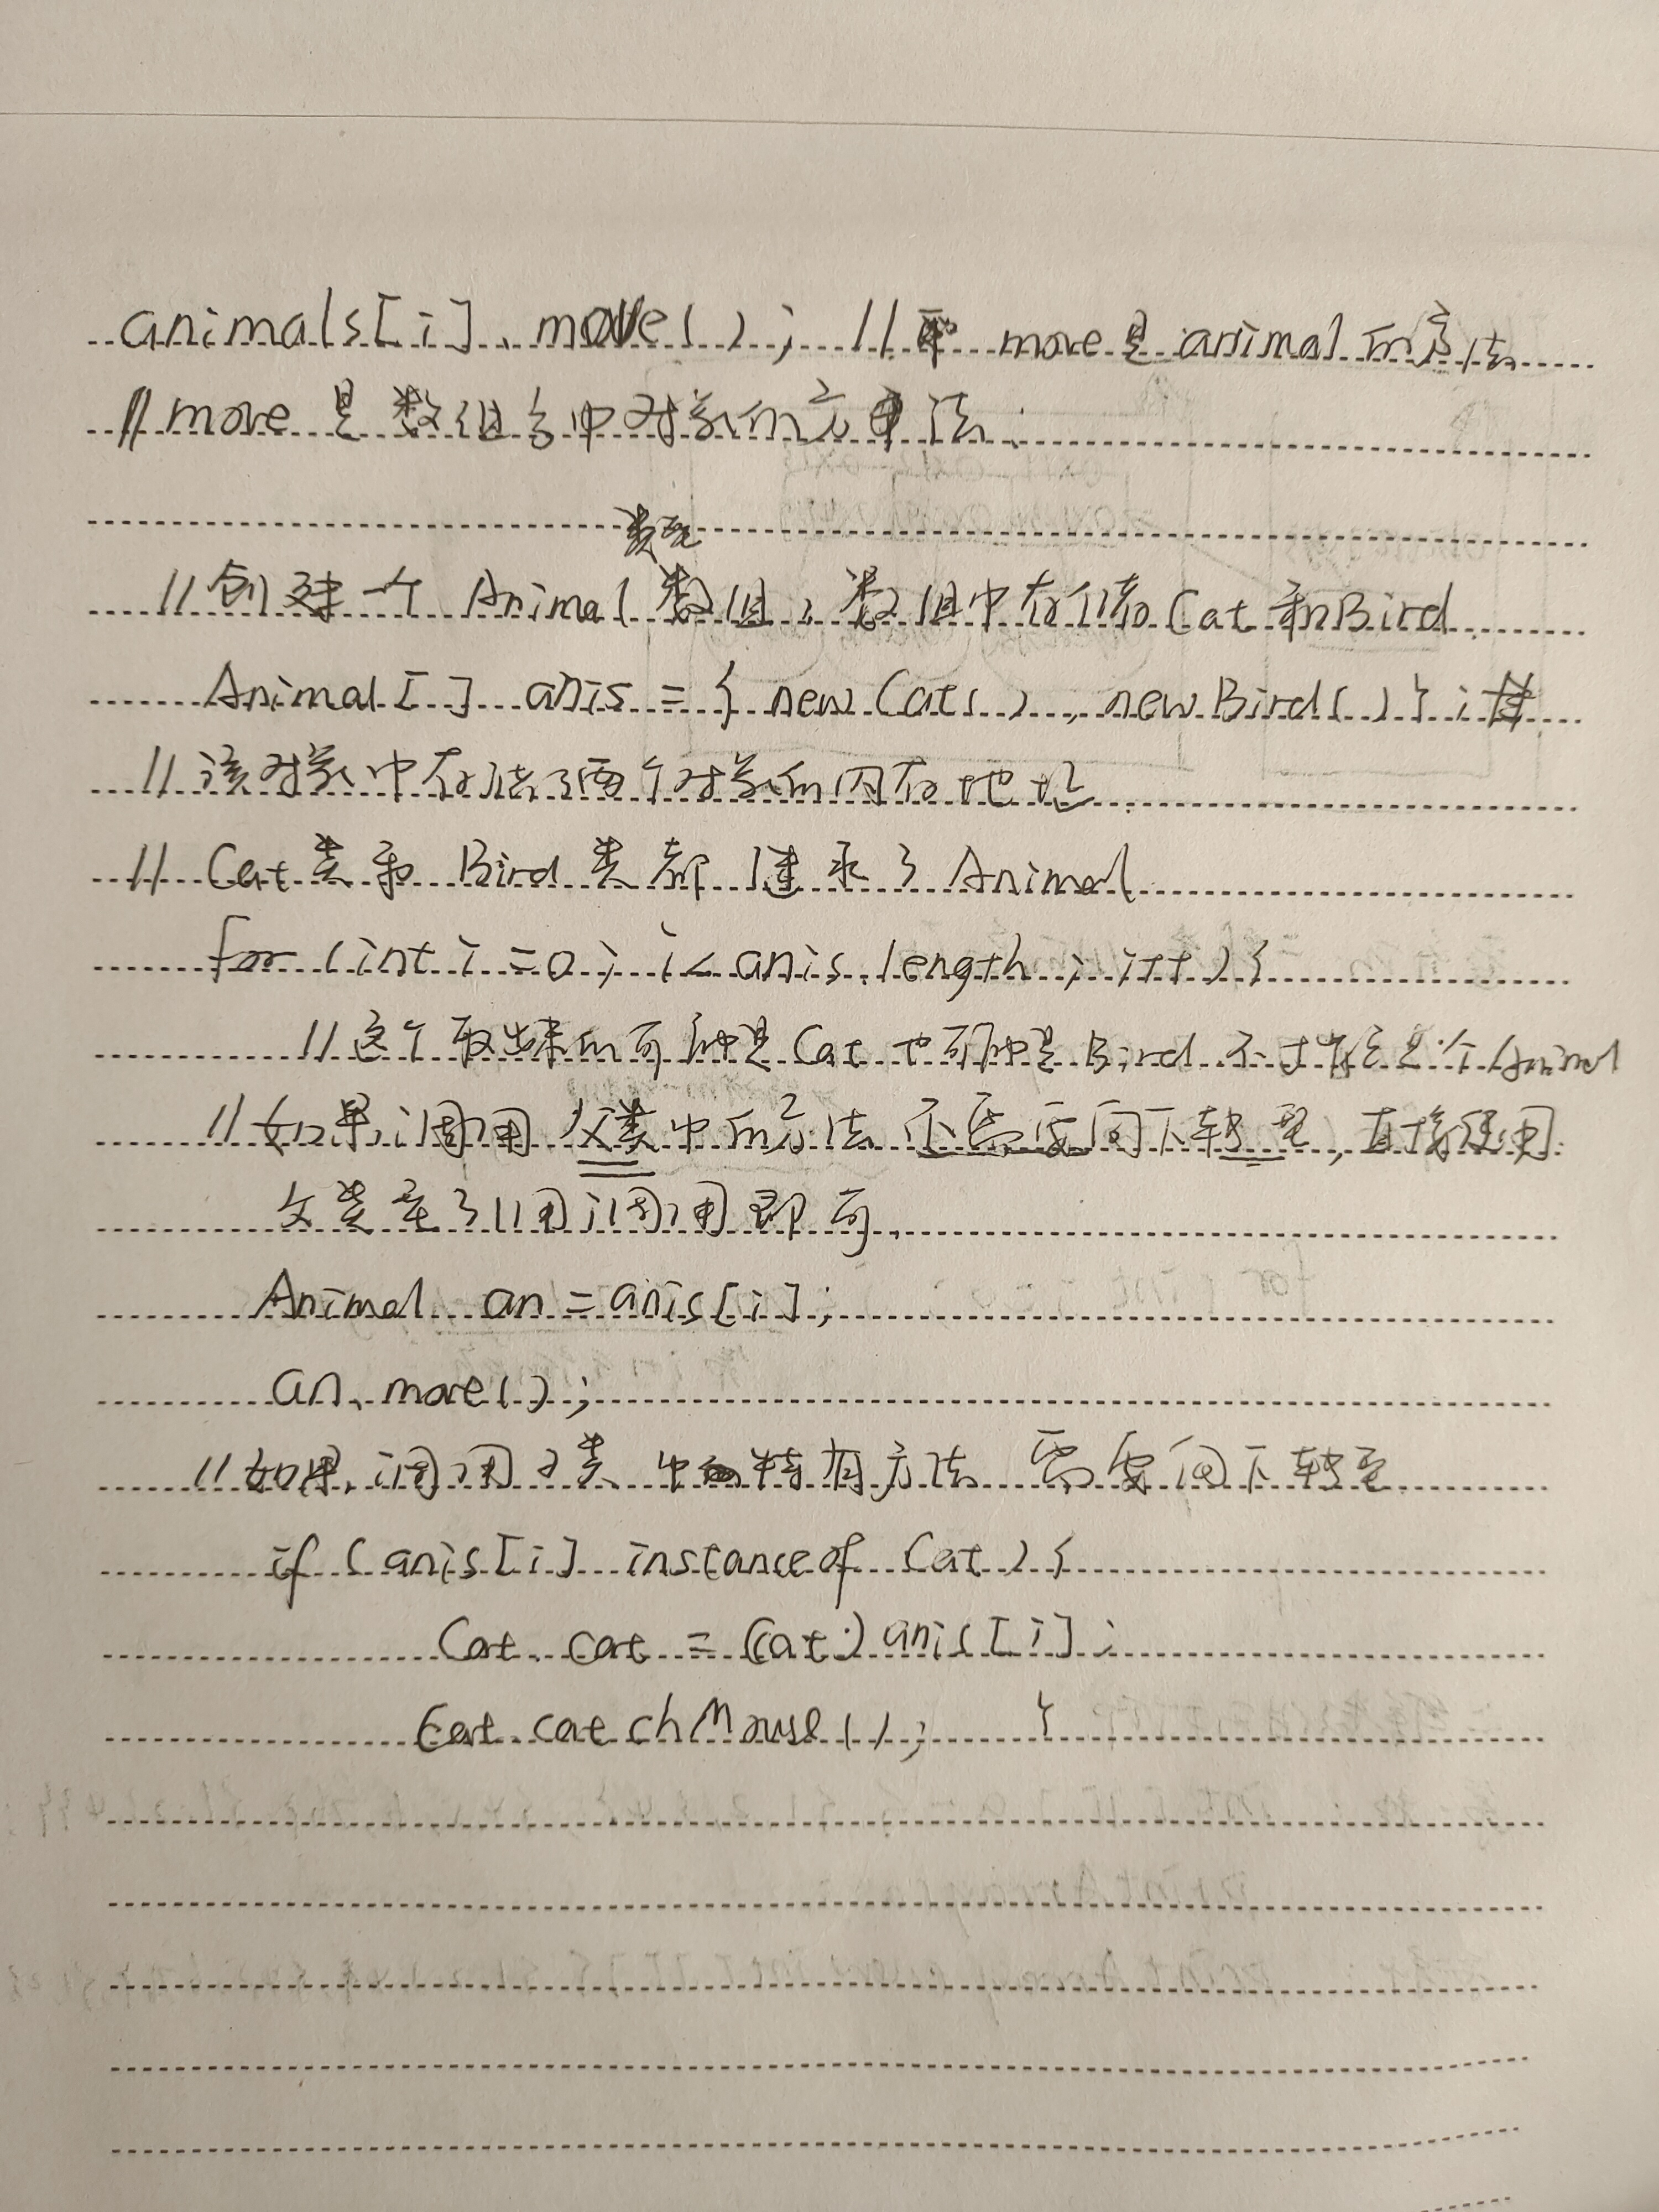 animals[i].move(); // move是animal的方法
// move是数组当中对象的方法.
类型
//创建一个Animal数组，数组中存储Cat和Bird
Animal[] anis = { new Cat(), new Bird()};
//该对象中存储了两个对象的内存地址.
// Cat类和Bird类都继承了Animal
for (int i = 0; i < anis.length; i++) {
//这个取出来的可能是Cat也可能是Bird 不过肯定是个Animal
//如果调用父类中的方法 不需要向下转型, 直接使用
父类型引用调用即可.
Animal an = anis[i];
an.move();
//如果调用子类中特有方法 需要向下转型
if (anis[i] instanceof Cat) {
Cat cat = (Cat) anis[i];
Cat.catchMouse(); }